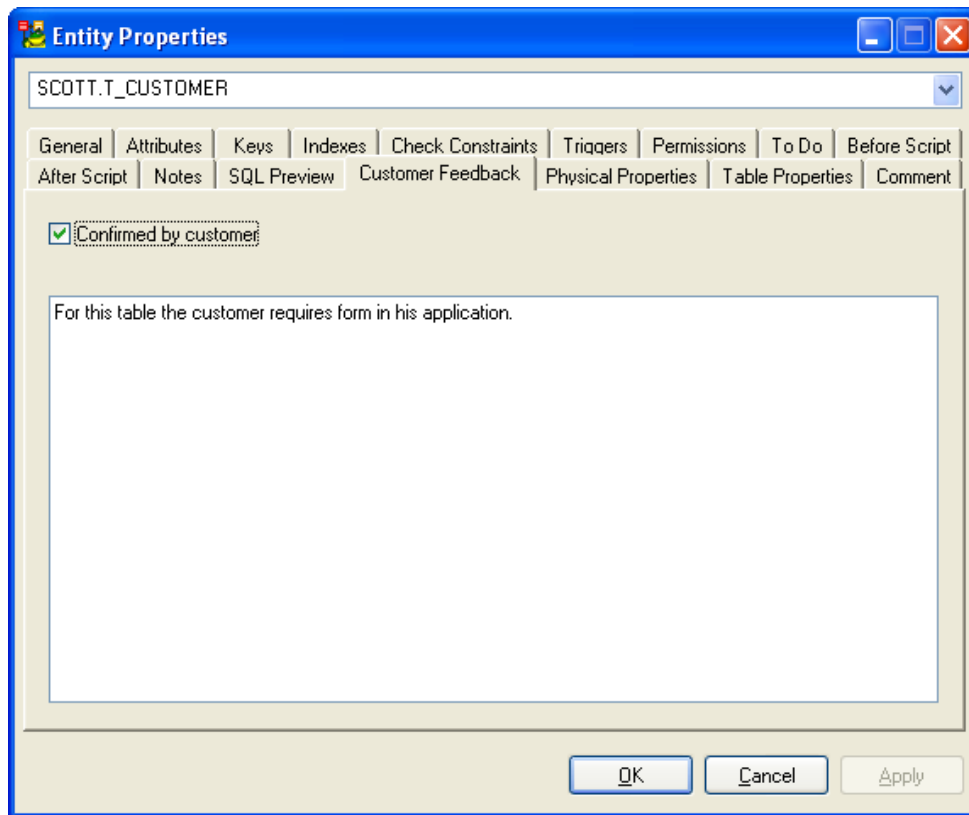 Entity Properties
SCOTT.T_CUSTOMER
General Attributes Keys Indexes Check Constraints Triggers Permissions To Do Before Script
After Script Notes SQL Preview Customer Feedback Physical Properties Table Properties Comment
Confirmed by customer
For this table the customer requires form in his application.
OK Cancel Apply